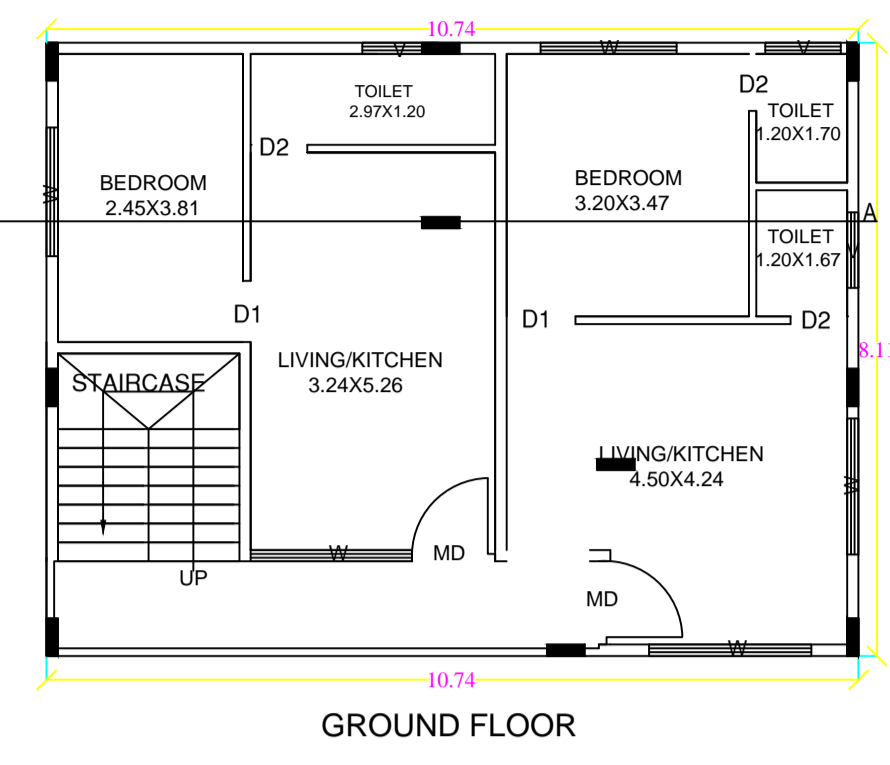 10.74
V
W
V
D2
TOILET
2.97X1.20
TOILET
1.20X1.70
D2
BEDROOM
2.45X3.81
W
BEDROOM
3.20X3.47
A
TOILET
1.20X1.67
V
D1
D1
D2
8.1
LIVING/KITCHEN
3.24X5.26
STAIRCASE
LIVING/KITCHEN
4.50X4.24
W
W
MD
UP
MD
W
10.74
GROUND FLOOR